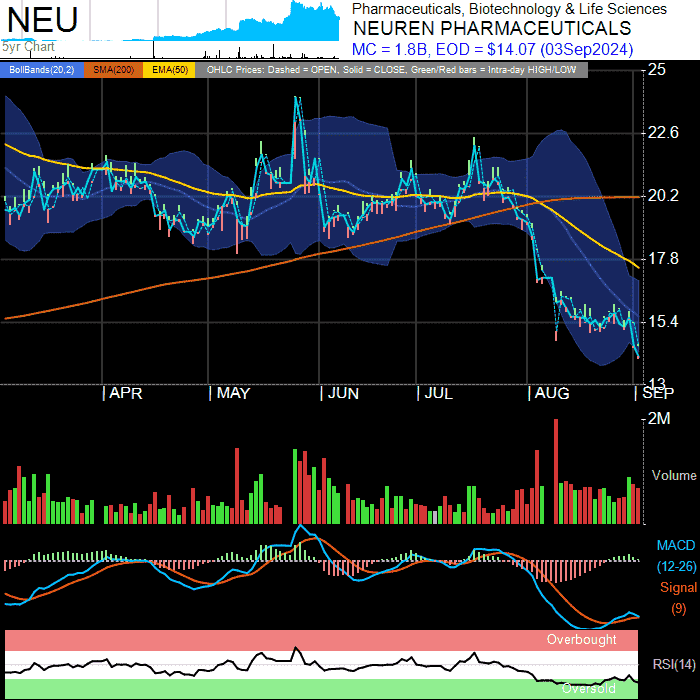 NEU
5yr Chart
Pharmaceuticals, Biotechnology & Life Sciences
NEUREN PHARMACEUTICALS
MC = 1.8B, EOD = $14.07 (03Sep2024)
BollBands(20,2) SMA(200) EMA(50) OHLC Prices: Dashed = OPEN, Solid = CLOSE, Green/Red bars = Intra-day HIGH/LOW
25
22.6
20.2
17.8
15.4
13
APR MAY JUN JUL AUG SEP
2M
Volume
MACD
(12-26)
Signal
(9)
Overbought
RSI(14)
Oversold